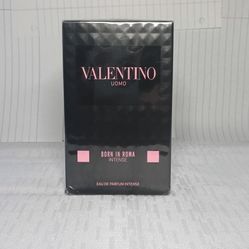 VALENTINO
UOMO
BORN IN ROMA
INTENSE
EAU DE PARFUM INTENSE